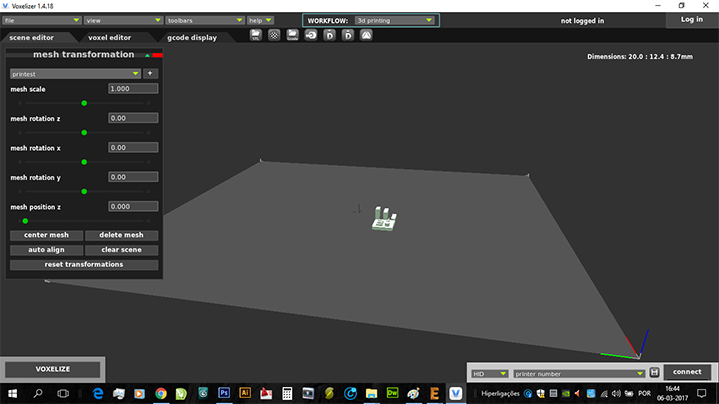 Voxelizer 1.4.18
file view toolbars help WORKFLOW: 3d printing not logged in Log in
scene editor voxel editor gcode display
mesh transformation
Dimensions: 20.0 : 12.4 : 8.7mm
printest +
mesh scale 1.000
mesh rotation z 0.00
mesh rotation x 0.00
mesh rotation y 0.00
mesh position z 0.000
center mesh delete mesh
auto align clear scene
reset transformations
VOXELIZE
HID printer number connect
Hiperligações POR 16:44
06-03-2017